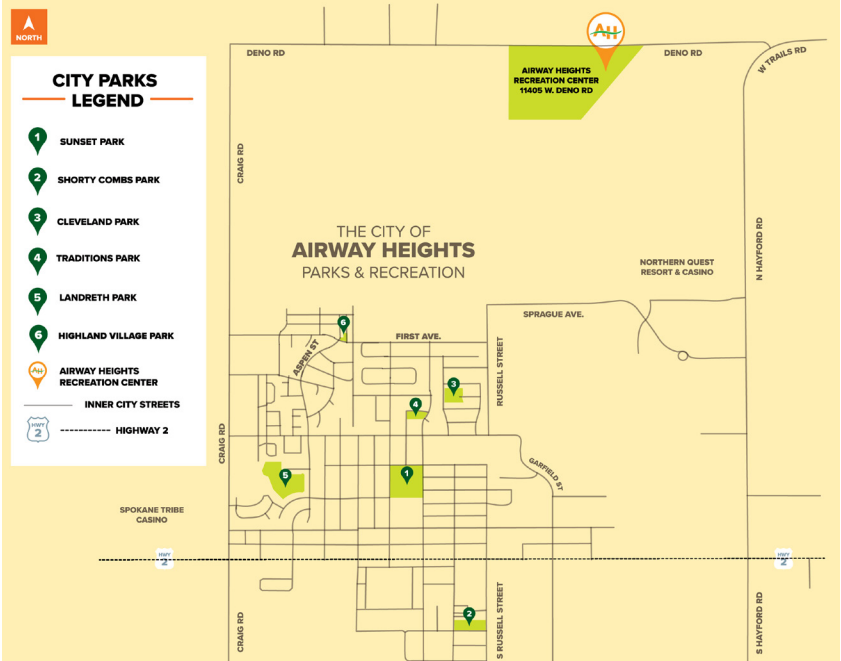 NORTH
CITY PARKS
LEGEND
1 SUNSET PARK
2 SHORTY COMBS PARK
3 CLEVELAND PARK
4 TRADITIONS PARK
5 LANDRETH PARK
6 HIGHLAND VILLAGE PARK
AH AIRWAY HEIGHTS
RECREATION CENTER
INNER CITY STREETS
HWY
2
HIGHWAY 2
AH
DENO RD
DENO RD
W TRAILS RD
AIRWAY HEIGHTS
RECREATION CENTER
11405 W. DENO RD
CRAIG RD
THE CITY OF
AIRWAY HEIGHTS
PARKS & RECREATION
N HAYFORD RD
NORTHERN QUEST
RESORT & CASINO
SPRAGUE AVE.
6
FIRST AVE.
ASPEN ST
RUSSELL STREET
3
4
CRAIG RD
5
1
GARFIELD ST
SPOKANE TRIBE
CASINO
HWY
2
HWY
2
CRAIG RD
2
S RUSSELL STREET
S HAYFORD RD